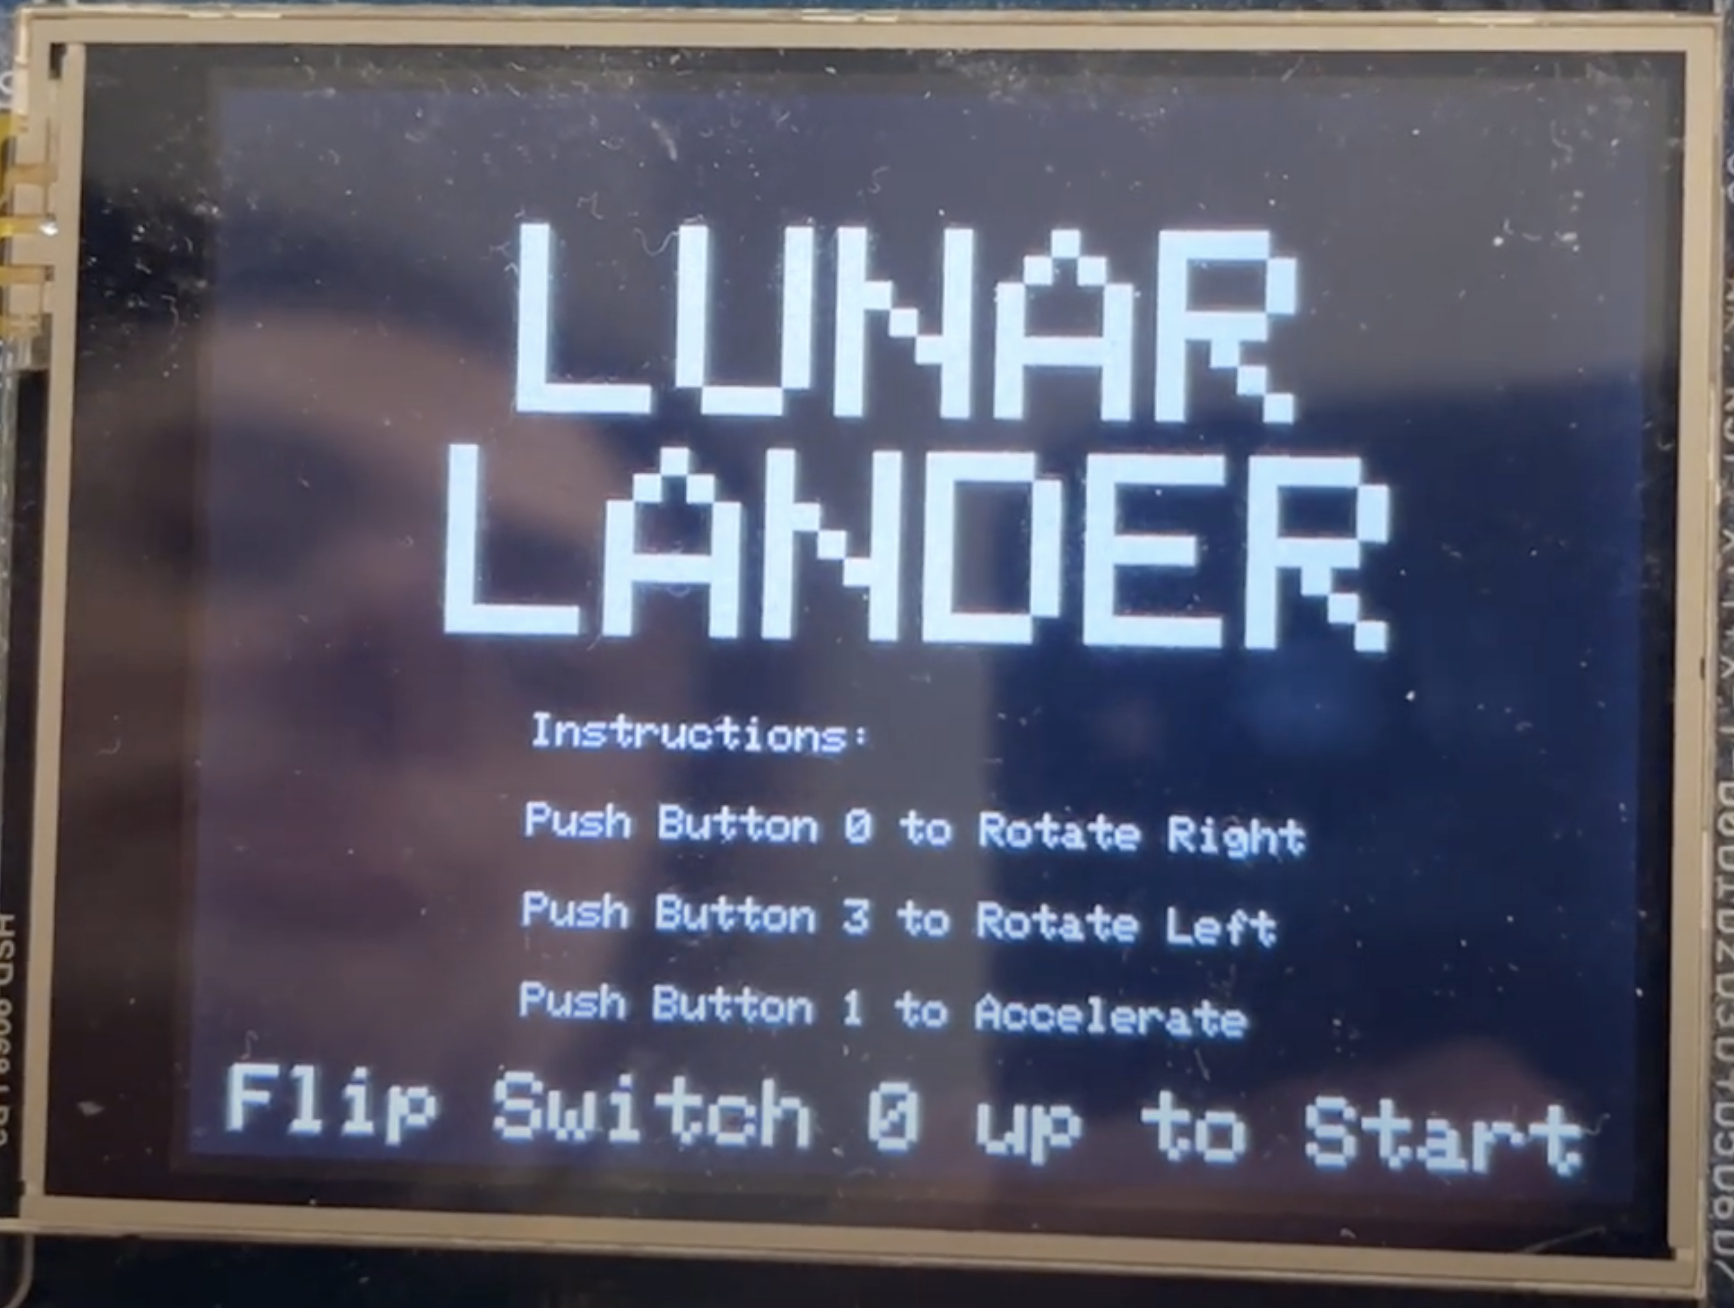 LUNAR
LANDER
Instructions:
Push Button 0 to Rotate Right
Push Button 3 to Rotate Left
Push Button 1 to Accelerate
Flip Switch 0 up to Start